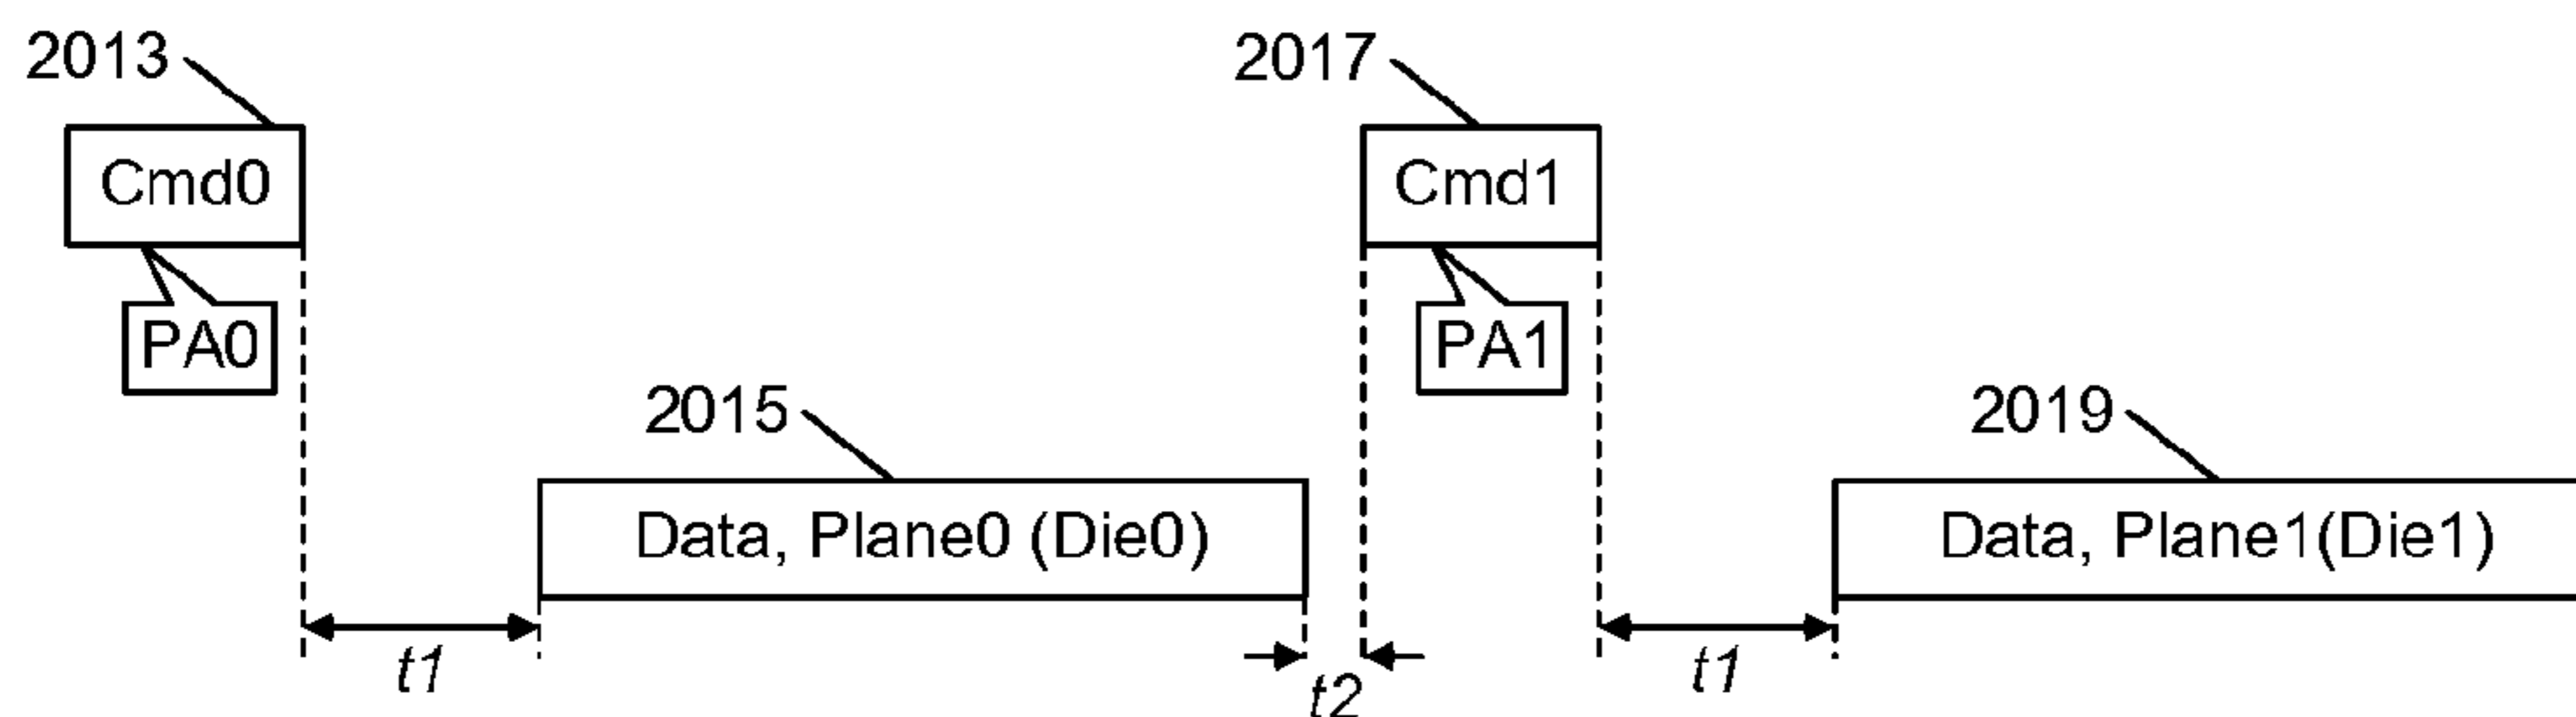 2013
2017
Cmd0
Cmd1
PA0
PA1
2015
2019
Data, Plane0 (Die0)
Data, Plane1(Die1)
t1
t2
t1